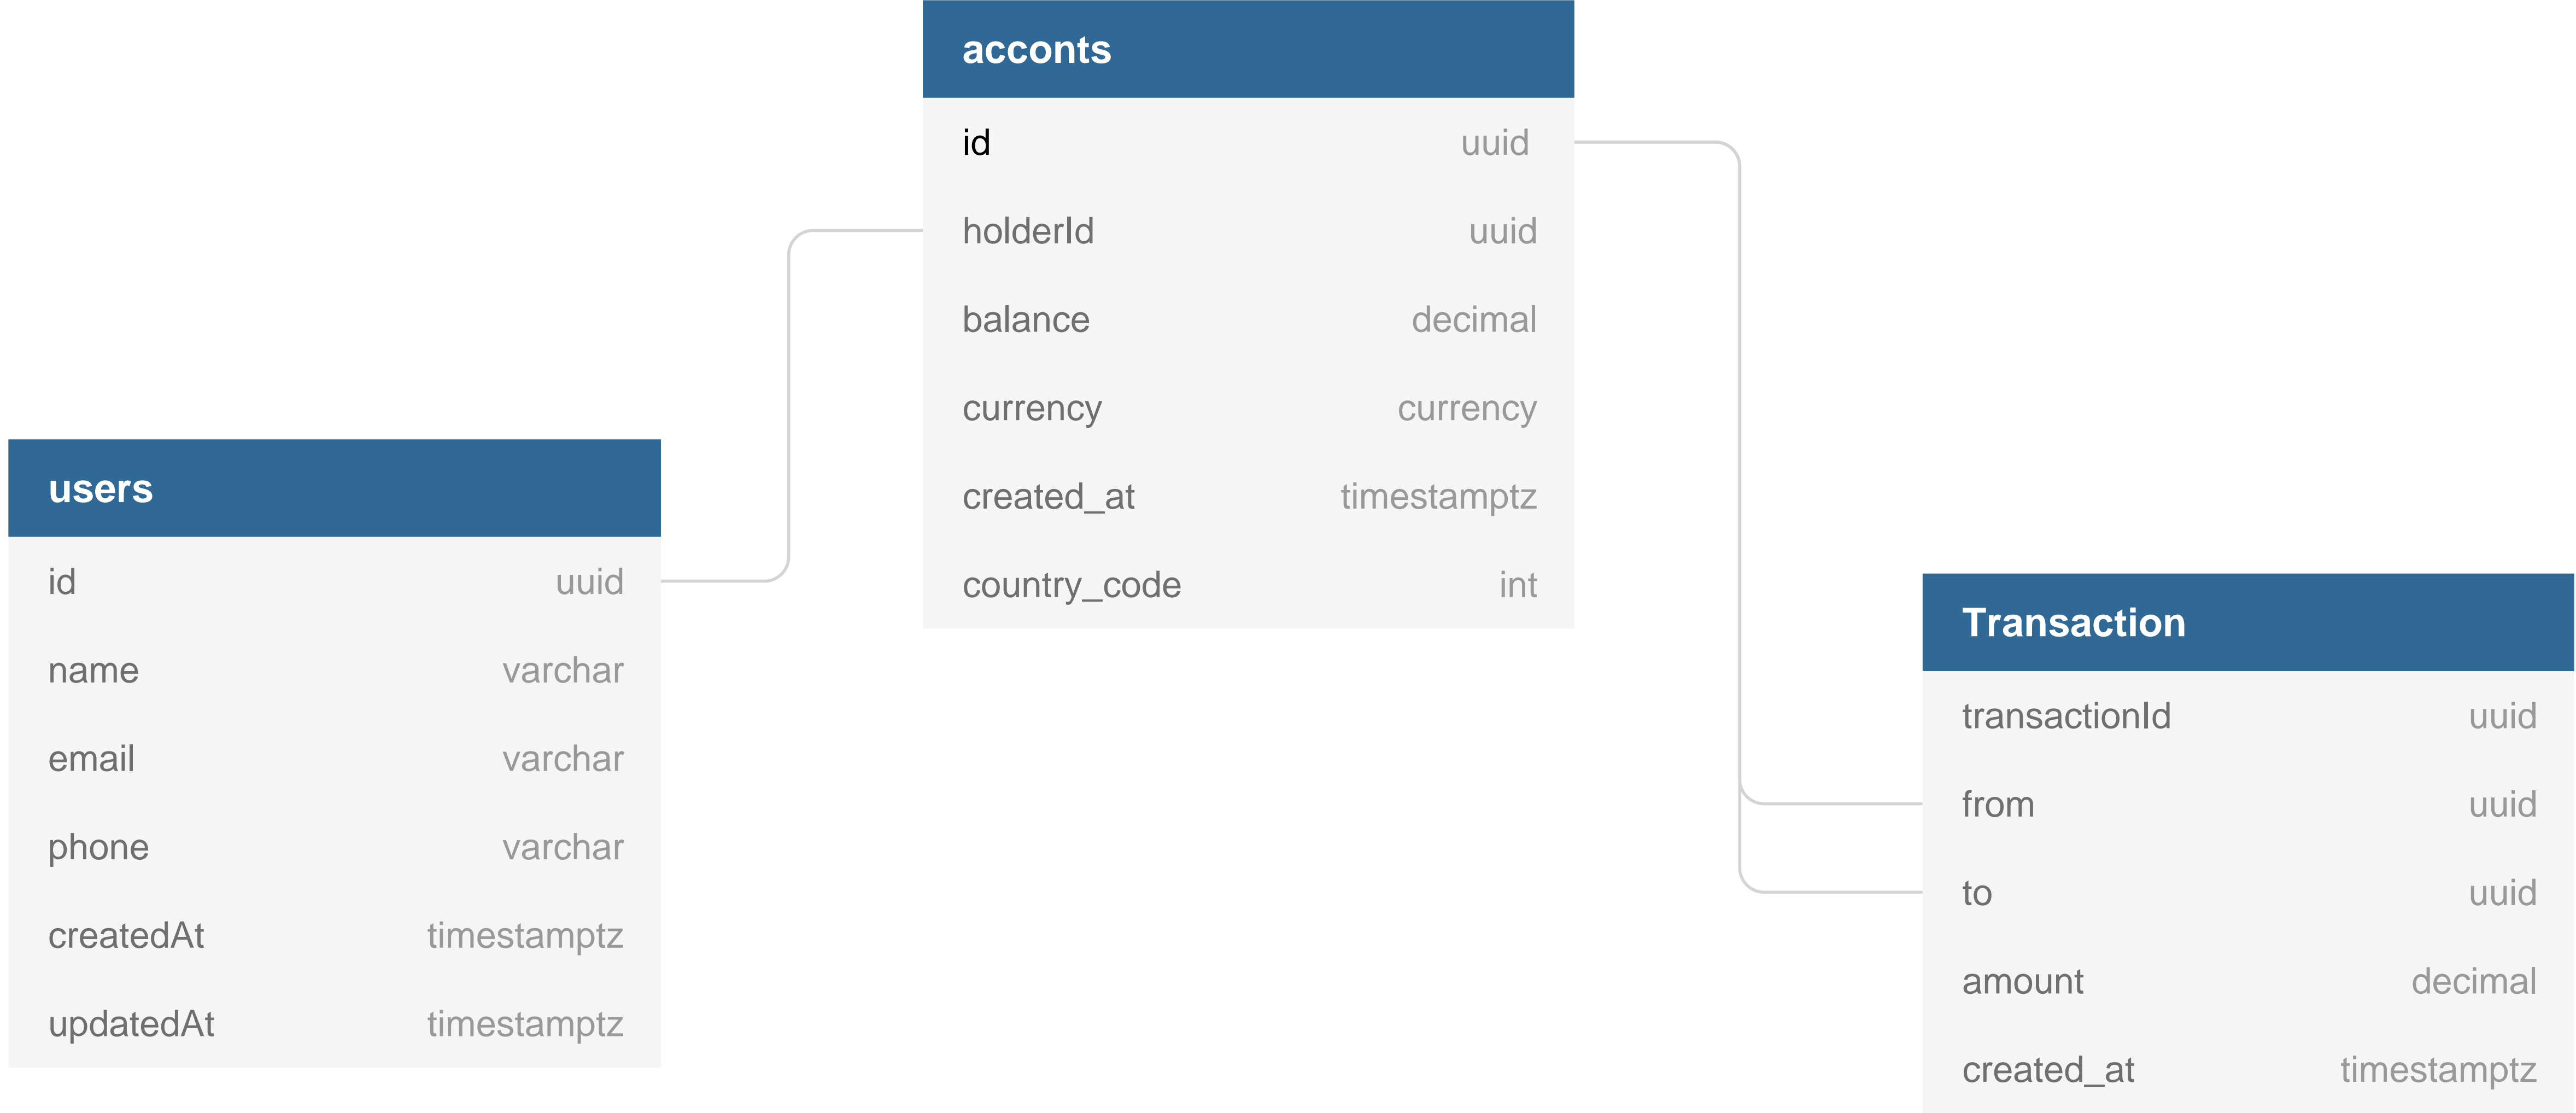 acconts
id uuid
holderId uuid
balance decimal
currency currency
created_at timestamptz
country_code int
users
id uuid
name varchar
email varchar
phone varchar
createdAt timestamptz
updatedAt timestamptz
Transaction
transactionId uuid
from uuid
to uuid
amount decimal
created_at timestamptz